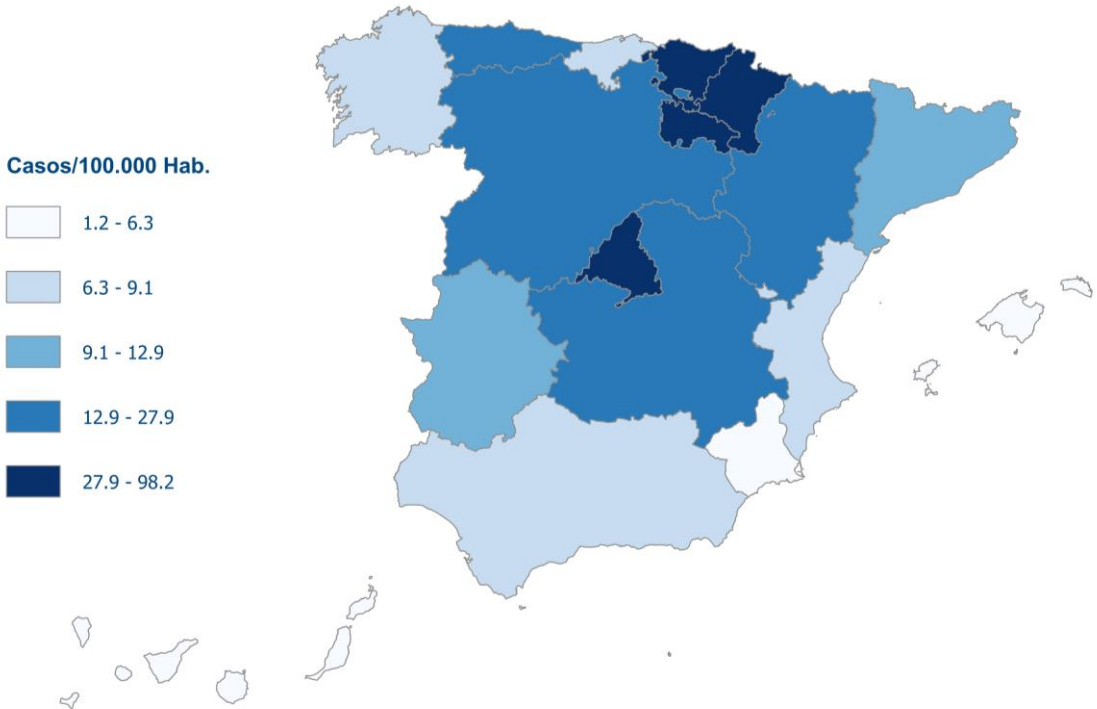 Casos/100.000 Hab.
1.2 - 6.3
6.3 - 9.1
9.1 - 12.9
12.9 - 27.9
27.9 - 98.2